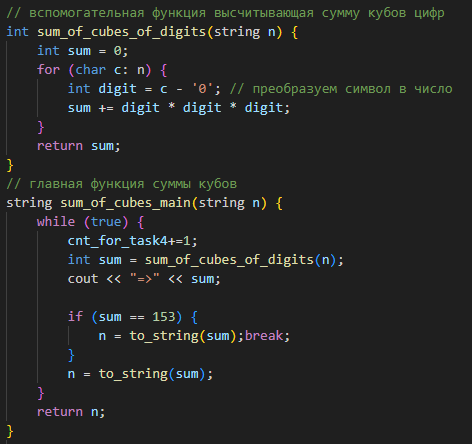 // вспомогательная функция высчитывающая сумму кубов цифр
int sum_of_cubes_of_digits(string n) {
    int sum = 0;
    for (char c: n) {
        int digit = c - '0'; // преобразуем символ в число
        sum += digit * digit * digit;
    }
    return sum;
}
// главная функция суммы кубов
string sum_of_cubes_main(string n) {
    while (true) {
        cnt_for_task4+=1;
        int sum = sum_of_cubes_of_digits(n);
        cout << "=>" << sum;

        if (sum == 153) {
            n = to_string(sum);break;
        }
        n = to_string(sum);
    }
    return n;
}